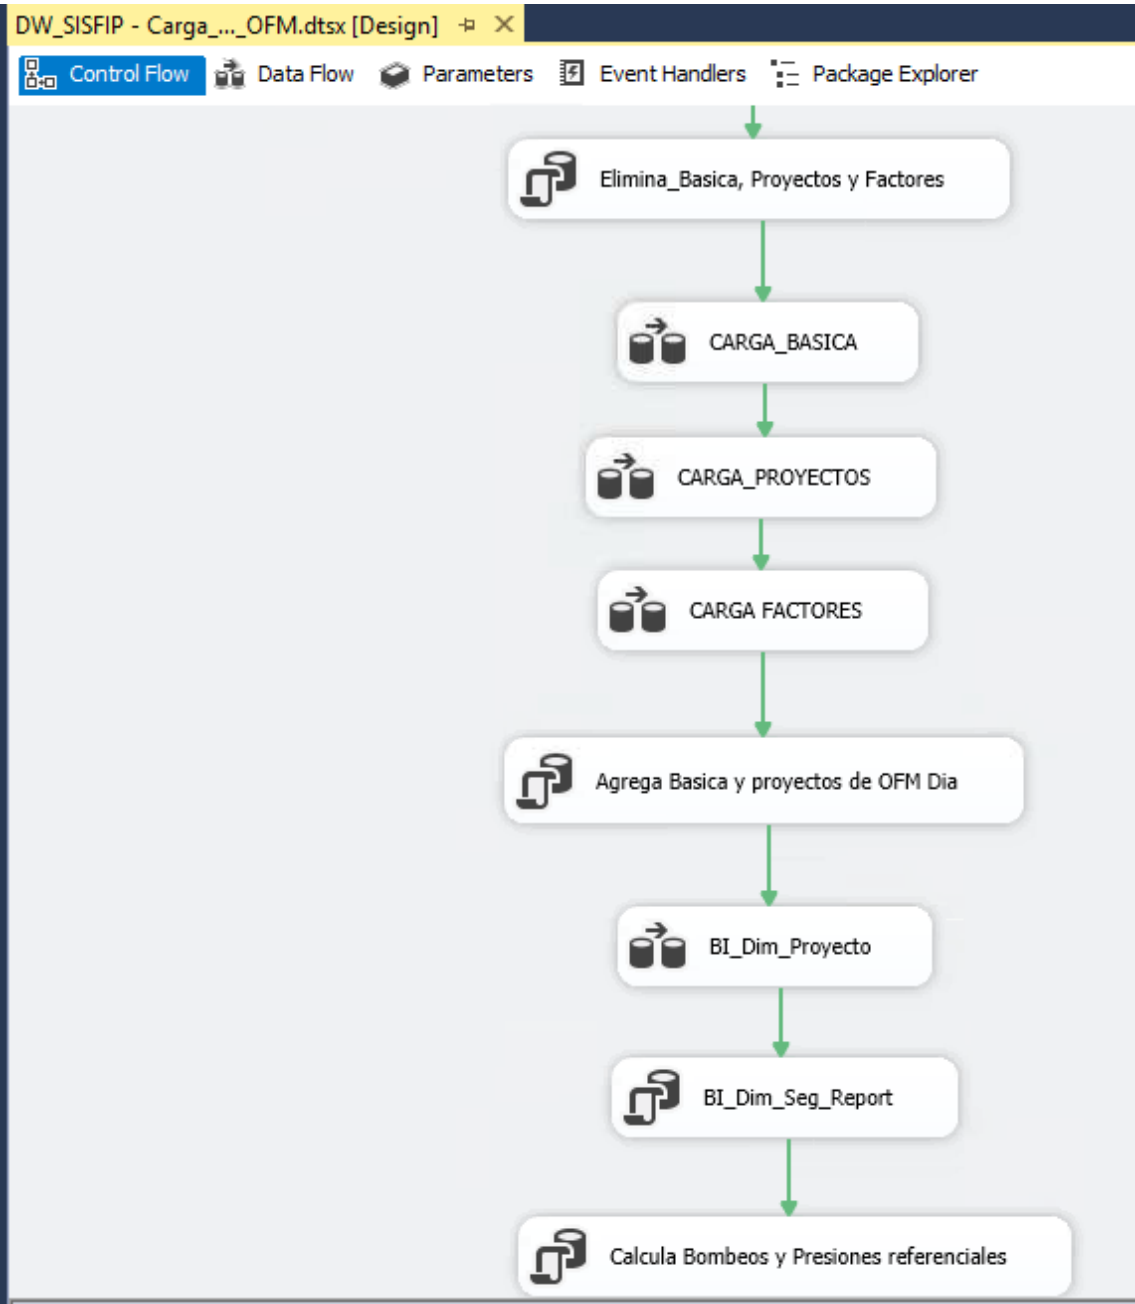 DW_SISFIP - Carga_..._OFM.dtsx [Design]
Control Flow Data Flow Parameters Event Handlers Package Explorer
Elimina_Basica, Proyectos y Factores
CARGA_BASICA
CARGA_PROYECTOS
CARGA FACTORES
Agrega Basica y proyectos de OFM Dia
BI_Dim_Proyecto
BI_Dim_Seg_Report
Calcula Bombeos y Presiones referenciales